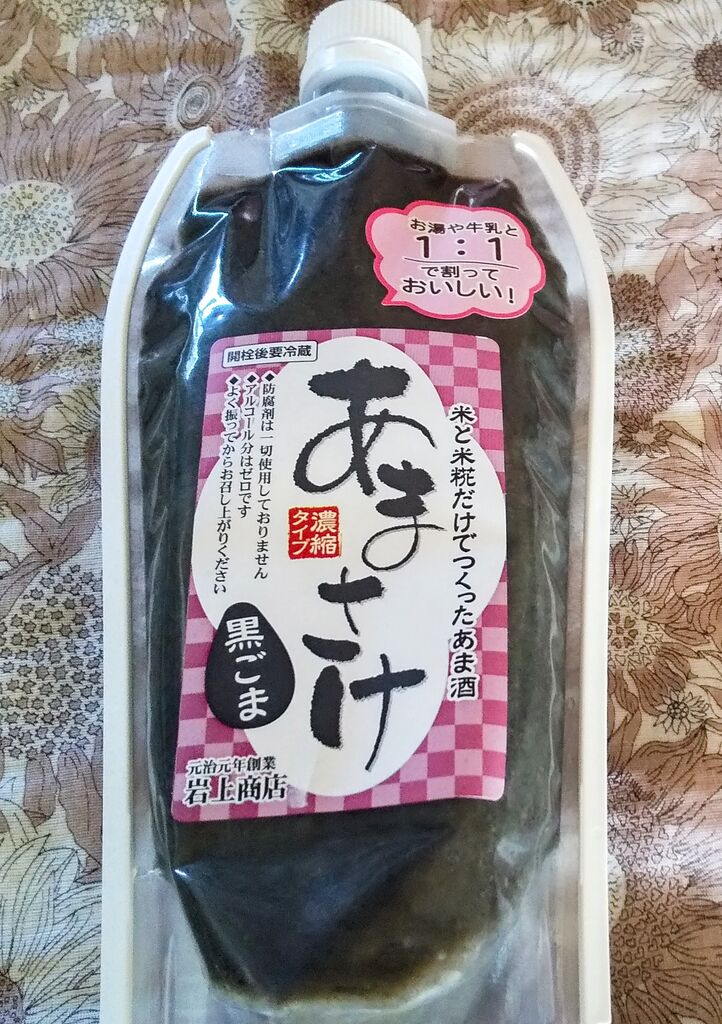 お湯や牛乳と
1:1
で割って
おいしい!
開栓後要冷蔵
米と米糀だけでつくったあま酒
あまさけ
濃縮
タイプ
◆防腐剤は一切使用しておりません
◆アルコール分はゼロです
◆よく振ってからお召し上がりください
黒ごま
元治元年創業
岩上商店